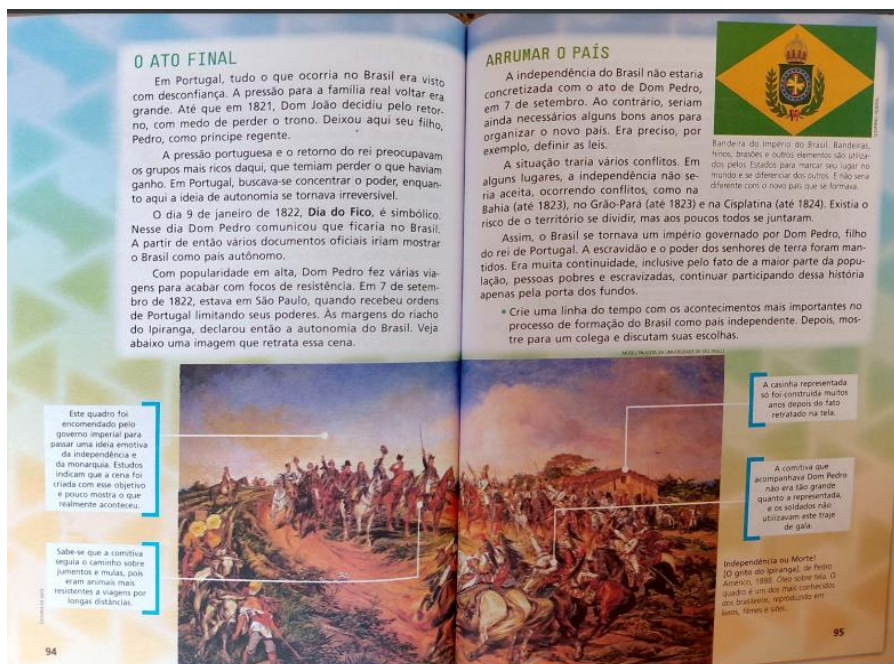 O ATO FINAL
Em Portugal, tudo o que ocorria no Brasil era visto
com desconfiança. A pressão para a família real voltar era
grande. Até que em 1821, Dom João decidiu pelo retor-
no, com medo de perder o trono. Deixou aqui seu filho,
Pedro, como príncipe regente.
A pressão portuguesa e o retorno do rei preocupavam
os grupos mais ricos daqui, que temiam perder o que haviam
ganho. Em Portugal, buscava-se concentrar o poder, enquan-
to aqui a ideia de autonomia se tornava irreversível.
O dia 9 de janeiro de 1822, Dia do Fico, é simbólico.
Nesse dia Dom Pedro comunicou que ficaria no Brasil.
A partir de então vários documentos oficiais iriam mostrar
o Brasil como país autônomo.
Com popularidade em alta, Dom Pedro fez várias via-
gens para acabar com focos de resistência. Em 7 de setem-
bro de 1822, estava em São Paulo, quando recebeu ordens
de Portugal limitando seus poderes. Às margens do riacho
do Ipiranga, declarou então a autonomia do Brasil. Veja
abaixo uma imagem que retrata essa cena.
Este quadro foi
encomendado pelo
governo imperial para
passar uma ideia emotiva
da independência e
da monarquia. Estudos
indicam que a cena foi
criada com esse objetivo
e pouco mostra o que
realmente aconteceu.
Sabe-se que a comitiva
seguia o caminho sobre
jumentos e mulas, pois
eram animais mais
resistentes a viagens por
longas distâncias.
94
ARRUMAR O PAÍS
A independência do Brasil não estaria
concretizada com o ato de Dom Pedro,
em 7 de setembro. Ao contrário, seriam
ainda necessários alguns bons anos para
organizar o novo país. Era preciso, por
exemplo, definir as leis.
A situação traria vários conflitos. Em
alguns lugares, a independência não se-
ria aceita, ocorrendo conflitos, como na
Bahia (até 1823), no Grão-Pará (até 1823) e na Cisplatina (até 1824). Existia o
risco de o território se dividir, mas aos poucos todos se juntaram.
Assim, o Brasil se tornava um império governado por Dom Pedro, filho
do rei de Portugal. A escravidão e o poder dos senhores de terra foram man-
tidos. Era muita continuidade, inclusive pelo fato de a maior parte da popu-
lação, pessoas pobres e escravizadas, continuar participando dessa história
apenas pela porta dos fundos.
• Crie uma linha do tempo com os acontecimentos mais importantes no
processo de formação do Brasil como país independente. Depois, mos-
tre para um colega e discutam suas escolhas.
Bandeira do Império do Brasil. Bandeiras,
hinos, brasões e outros elementos são utiliza-
dos pelos Estados para marcar seu lugar no
mundo e se diferenciar dos outros. E não seria
diferente com o novo país que se formava.
A casinha representada
só foi construída muitos
anos depois do fato
retratado na tela.
A comitiva que
acompanhava Dom Pedro
não era tão grande
quanto a representada,
e os soldados não
utilizavam este traje
de gala.
Independência ou Morte!
[O grito do Ipiranga], de Pedro
Américo, 1888. Óleo sobre tela. O
quadro é um dos mais conhecidos
dos brasileiros, reproduzido em
livros, filmes e sites.
95